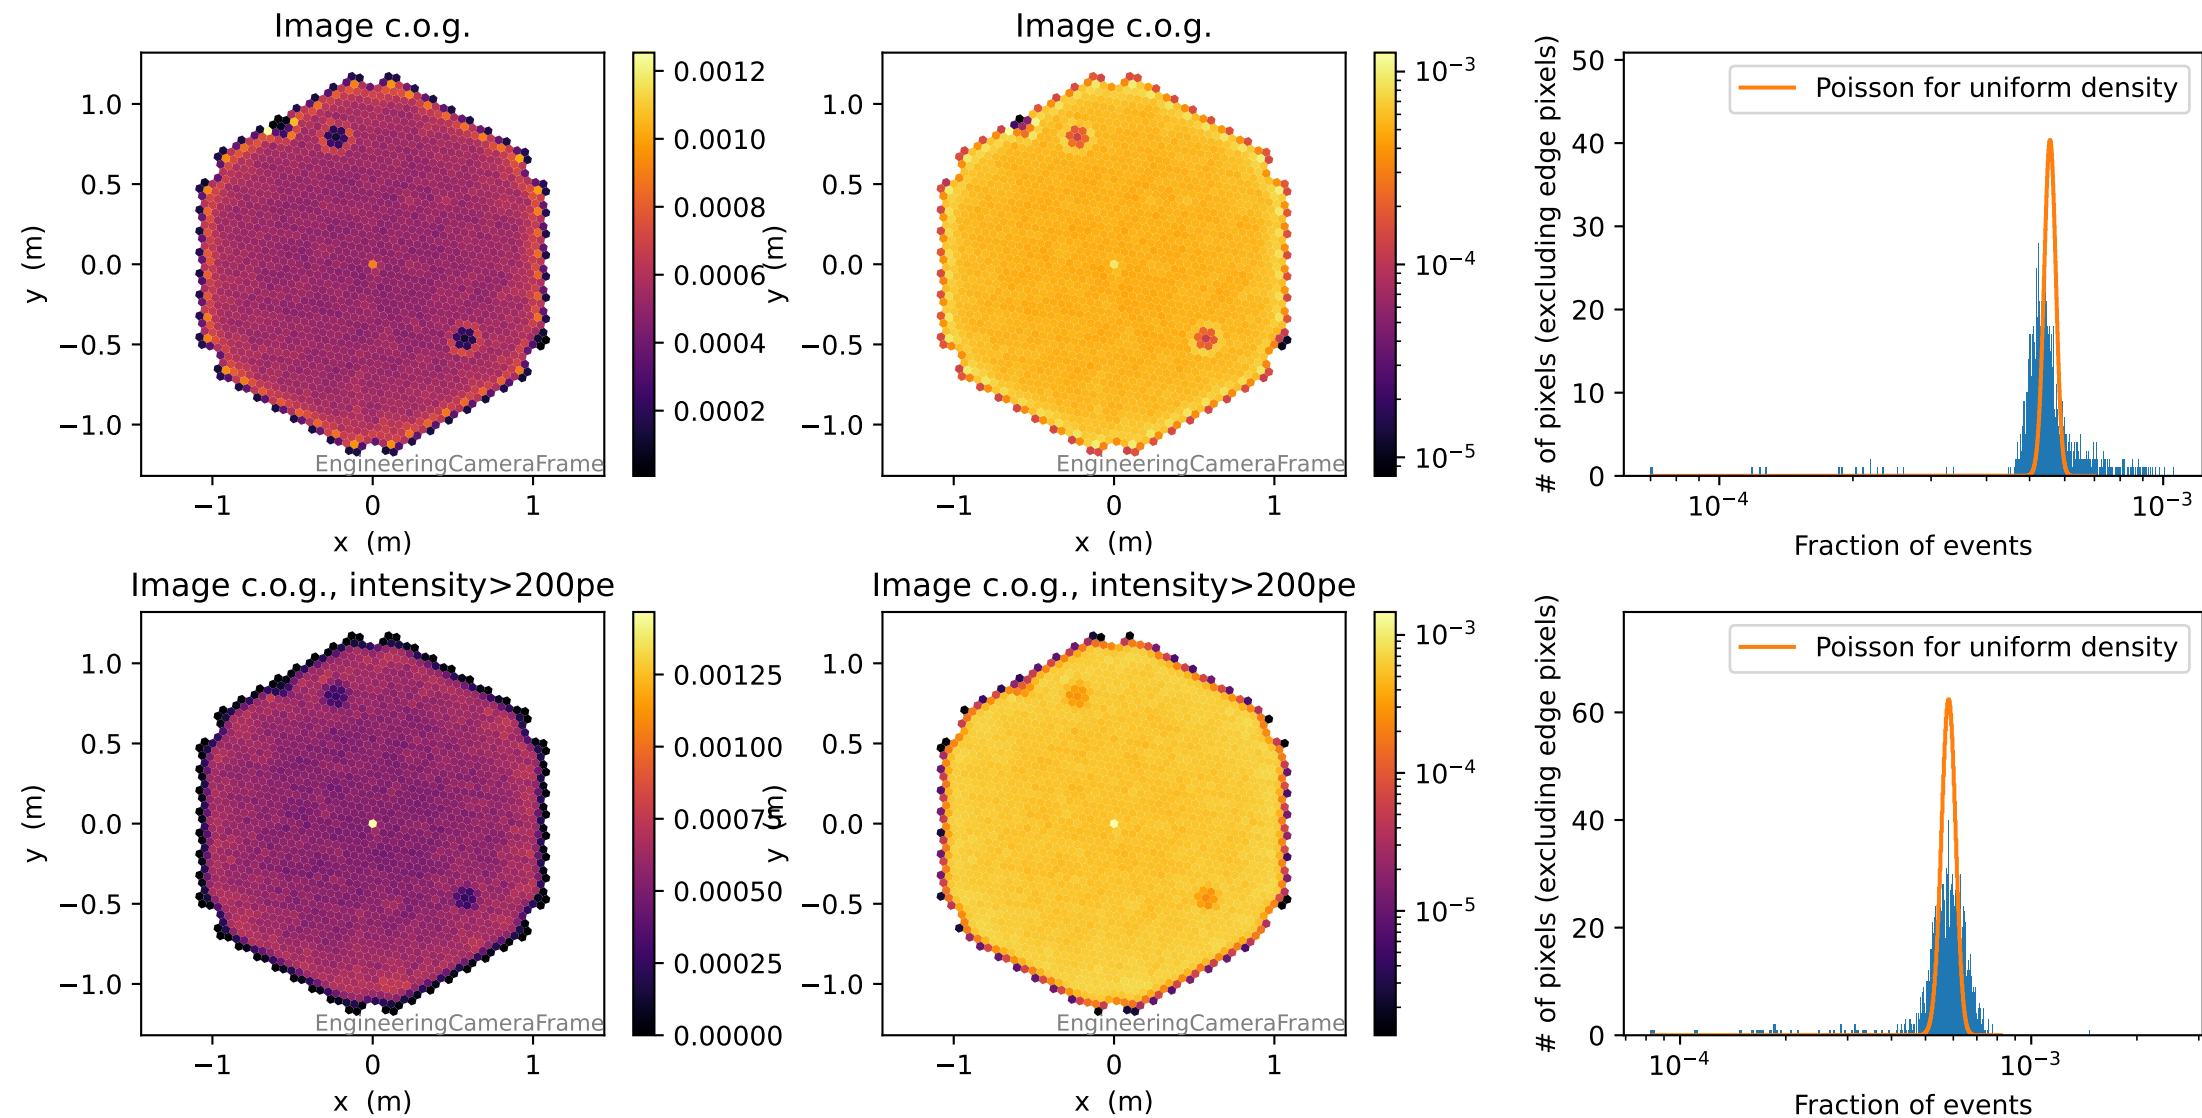 Image c.o.g.
1.0
0.5
0.0
−0.5
−1.0
y (m)
−1
0
1
x (m)
EngineeringCameraFrame
0.0012
0.0010
0.0008
0.0006
0.0004
0.0002
Image c.o.g.
1.0
0.5
0.0
−0.5
−1.0
y (m)
−1
0
1
x (m)
EngineeringCameraFrame
10⁻³
10⁻⁴
10⁻⁵
Poisson for uniform density
50
40
30
20
10
0
# of pixels (excluding edge pixels)
10⁻⁴
10⁻³
Fraction of events
Image c.o.g., intensity>200pe
1.0
0.5
0.0
−0.5
−1.0
y (m)
−1
0
1
x (m)
EngineeringCameraFrame
0.00125
0.00100
0.00075
0.00050
0.00025
0.00000
Image c.o.g., intensity>200pe
1.0
0.5
0.0
−0.5
−1.0
y (m)
−1
0
1
x (m)
EngineeringCameraFrame
10⁻³
10⁻⁴
10⁻⁵
Poisson for uniform density
60
40
20
0
# of pixels (excluding edge pixels)
10⁻⁴
10⁻³
Fraction of events